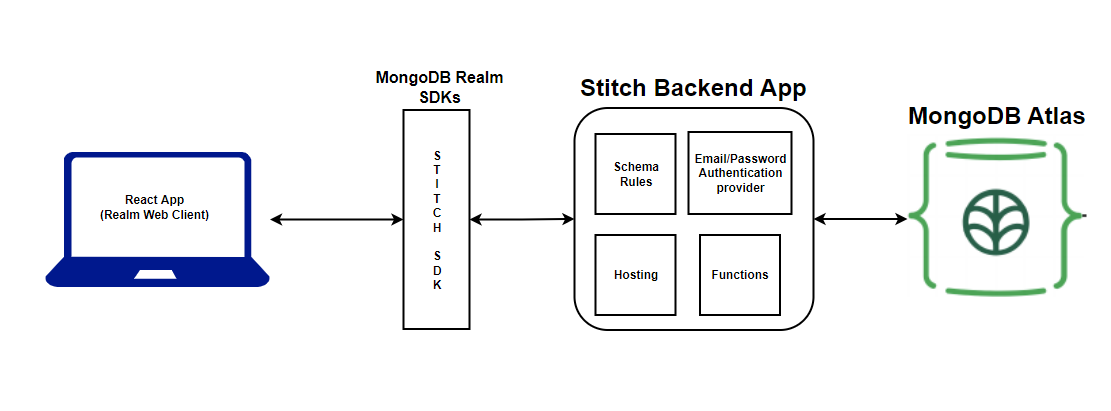 MongoDB Realm
SDKs
Stitch Backend App
MongoDB Atlas
React App
(Realm Web Client)
S
T
I
T
C
H
S
D
K
Schema
Rules
Email/Password
Authentication
provider
Hosting
Functions